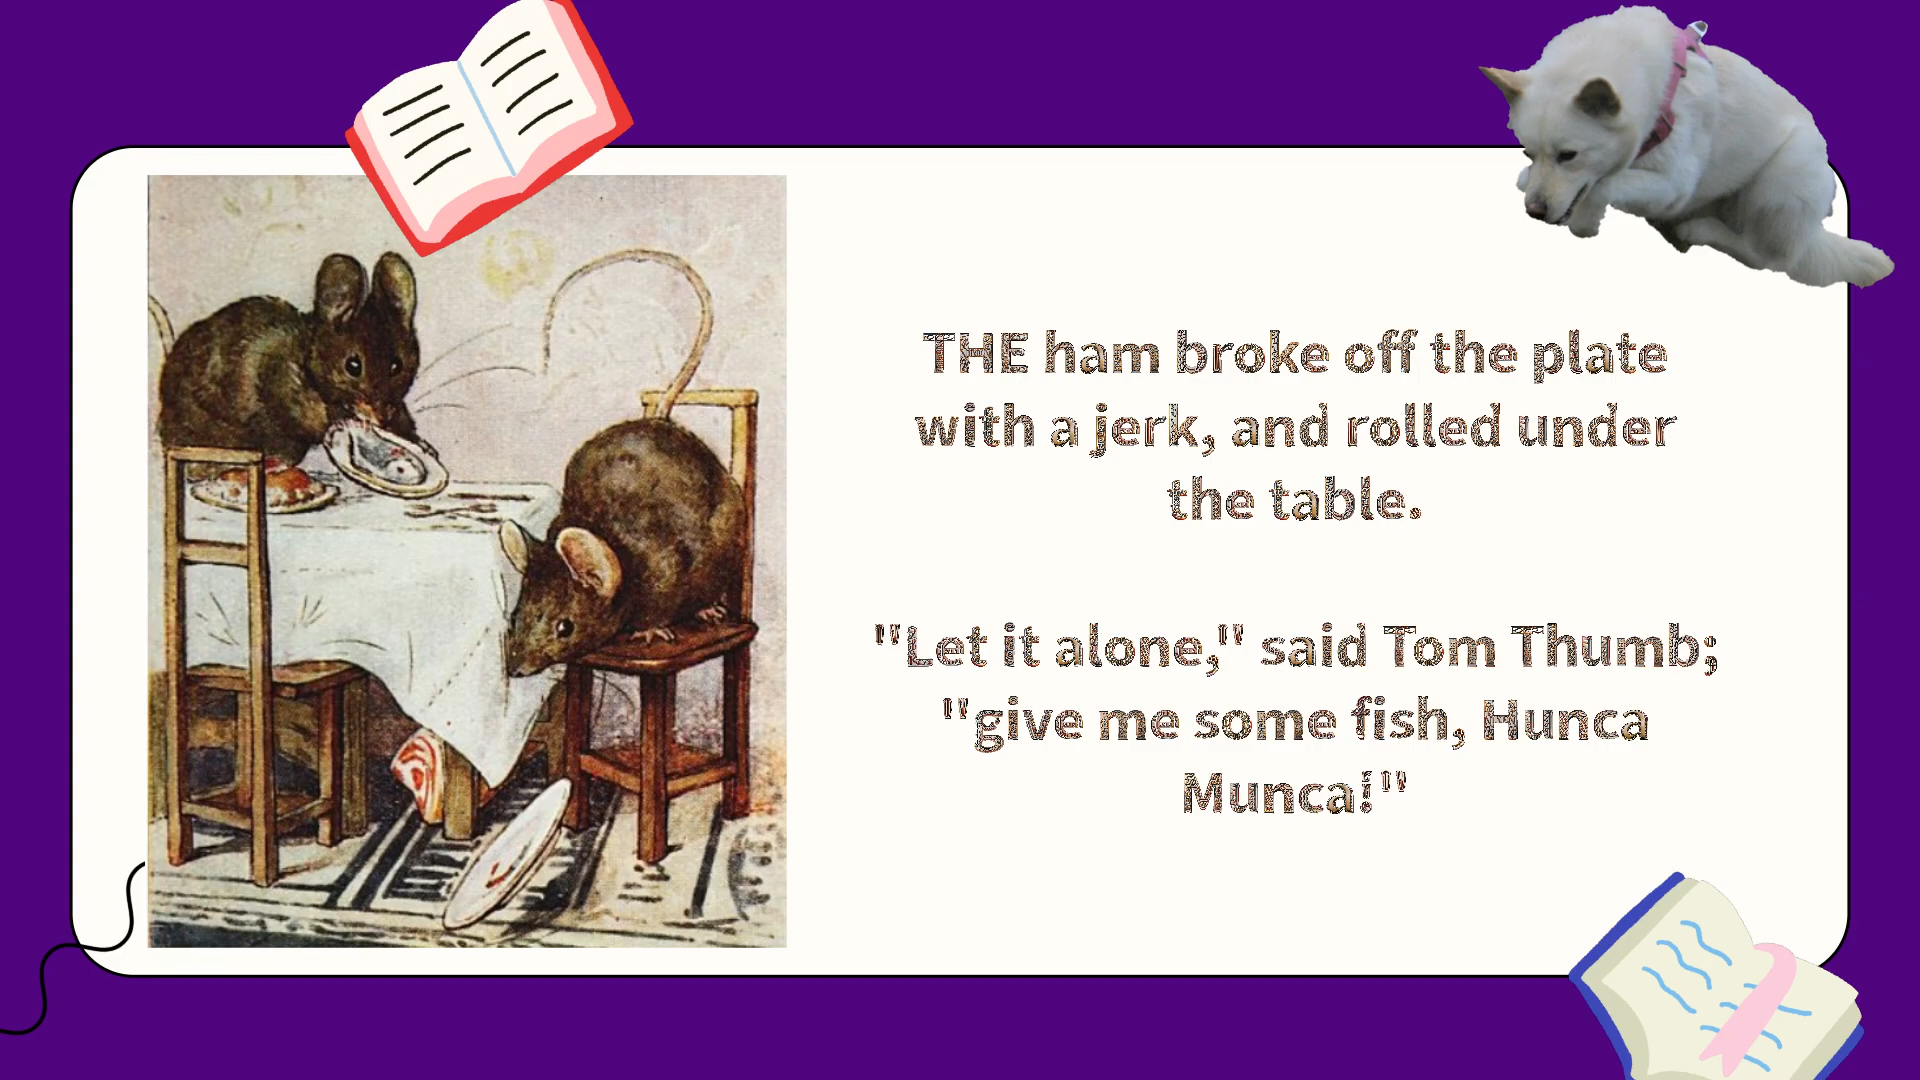 THE ham broke off the plate
with a jerk, and rolled under
the table.
"Let it alone," said Tom Thumb;
"give me some fish, Hunca
Munca!"